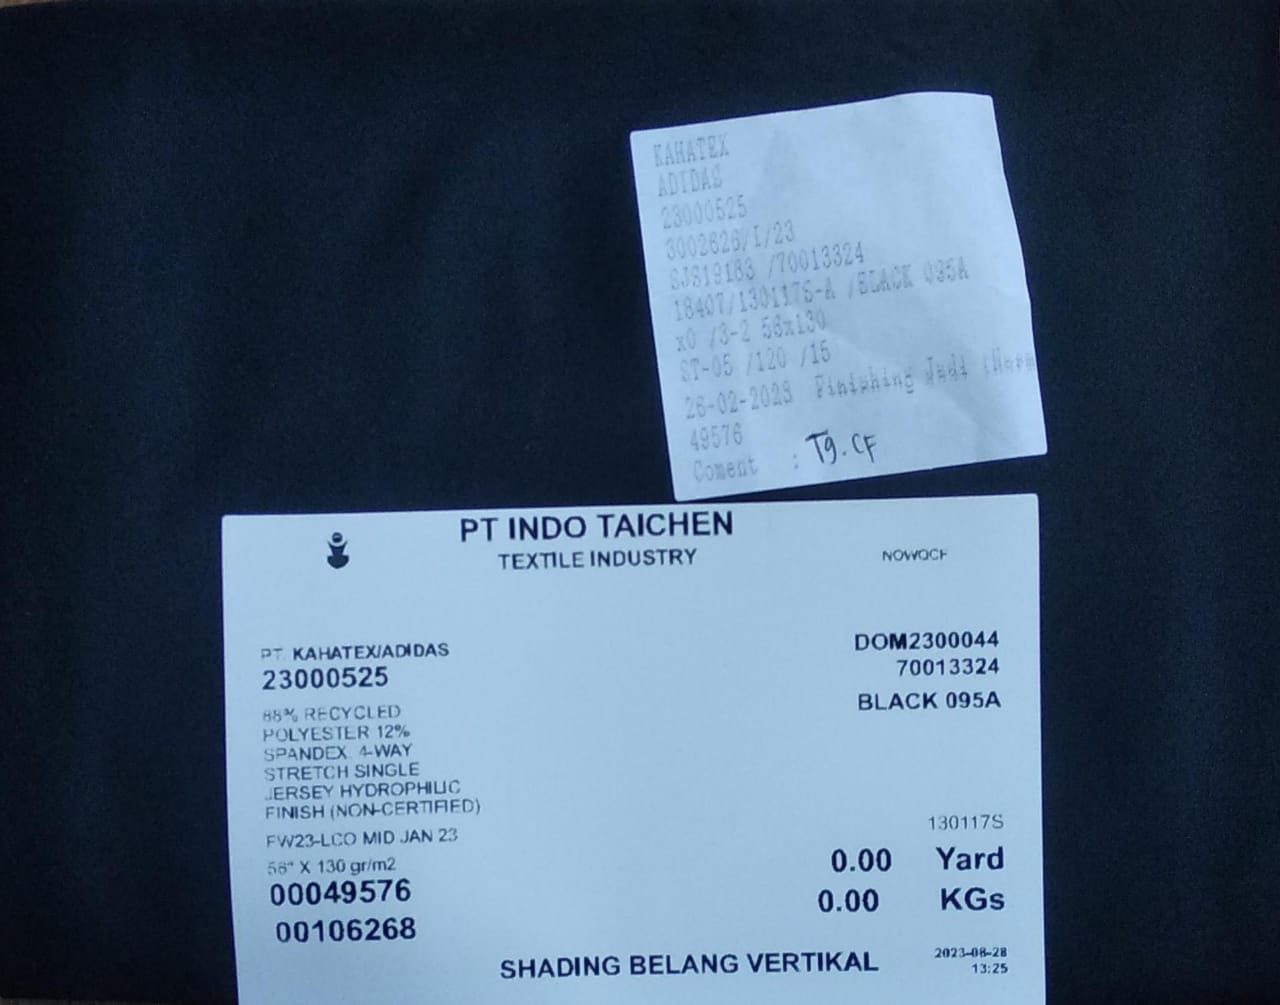 KAHATEX
ADIDAS
23000525
3002626/I/23
SJS19183 /70013324
18407/130117S-A /BLACK 095A
x0 /3-2 56x130
ST-05 /120 /15
26-02-2023 Finishing Jadi (Norm
49576
Coment : Tg. CF
PT INDO TAICHEN
TEXTILE INDUSTRY
NOWQCF
PT. KAHATEX/ADIDAS
23000525
DOM2300044
70013324
BLACK 095A
88% RECYCLED
POLYESTER 12%
SPANDEX 4-WAY
STRETCH SINGLE
JERSEY HYDROPHILIC
FINISH (NON-CERTIFIED)
FW23-LCO MID JAN 23
56" X 130 gr/m2
00049576
00106268
130117S
0.00 Yard
0.00 KGs
SHADING BELANG VERTIKAL
2023-08-28
13:25